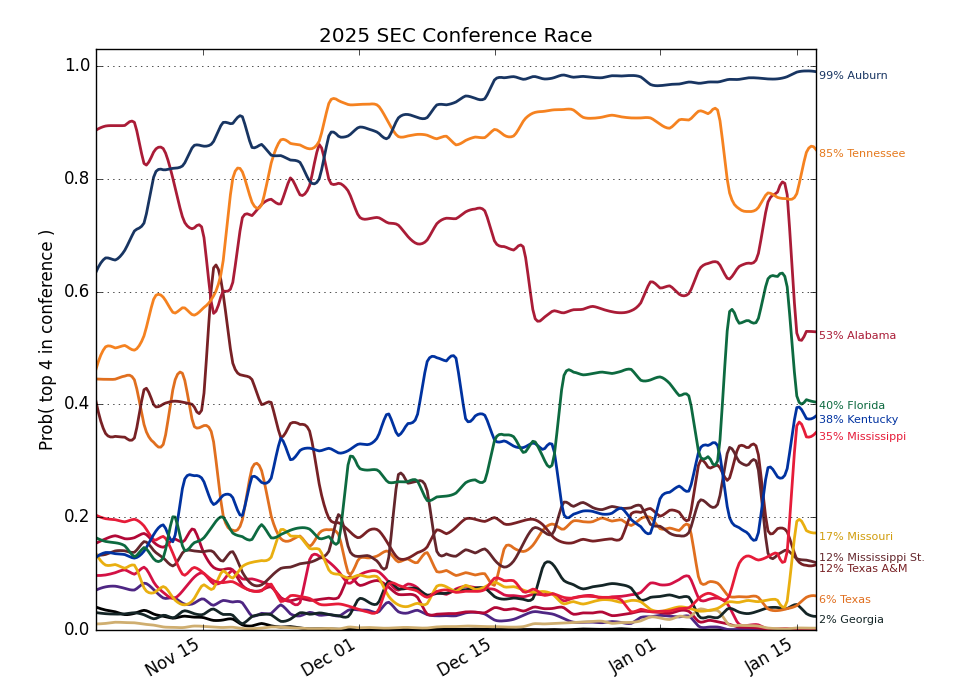 2025 SEC Conference Race
Prob( top 4 in conference )
1.0
0.8
0.6
0.4
0.2
0.0
Nov 15
Dec 01
Dec 15
Jan 01
Jan 15
99% Auburn
85% Tennessee
53% Alabama
40% Florida
38% Kentucky
35% Mississippi
17% Missouri
12% Mississippi St.
12% Texas A&M
6% Texas
2% Georgia